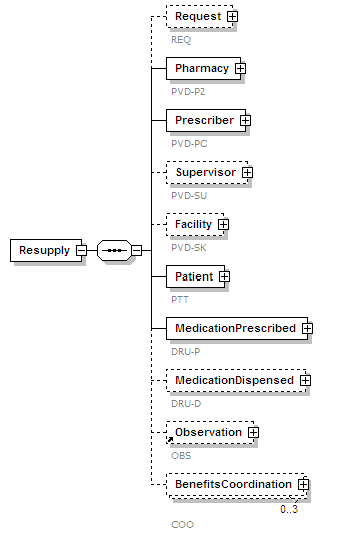 Request
REQ
Pharmacy
PVD-P2
Prescriber
PVD-PC
Supervisor
PVD-SU
Facility
PVD-SK
Resupply
Patient
PTT
MedicationPrescribed
DRU-P
MedicationDispensed
DRU-D
Observation
OBS
BenefitsCoordination
0..3
COO